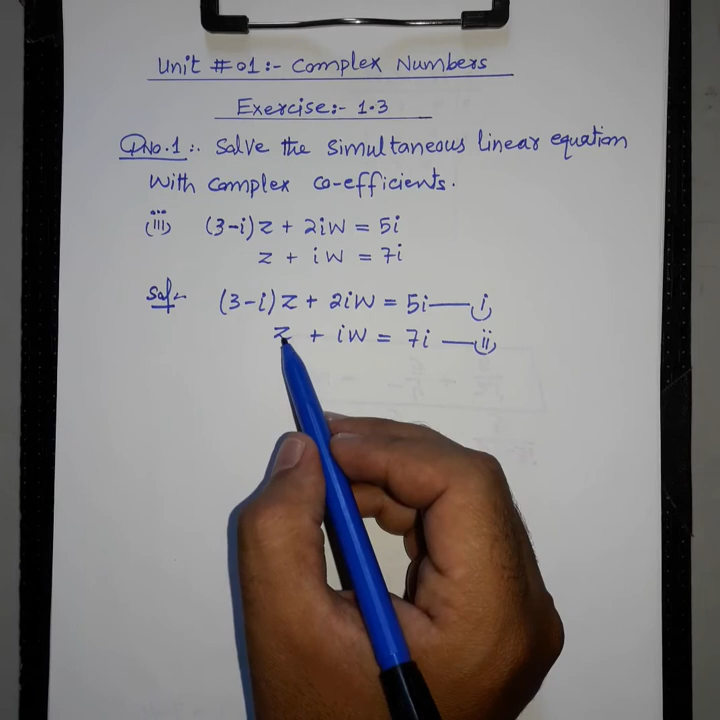 Unit # 01:- Complex Numbers
Exercise:- 1.3
QNo.1:. Solve the Simultaneous linear equation
With complex co-efficients.
(iii) (3-i)z + 2iw = 5i
z + iw = 7i
Sol:- (3-i)z + 2iw = 5i — i
z + iw = 7i — ii